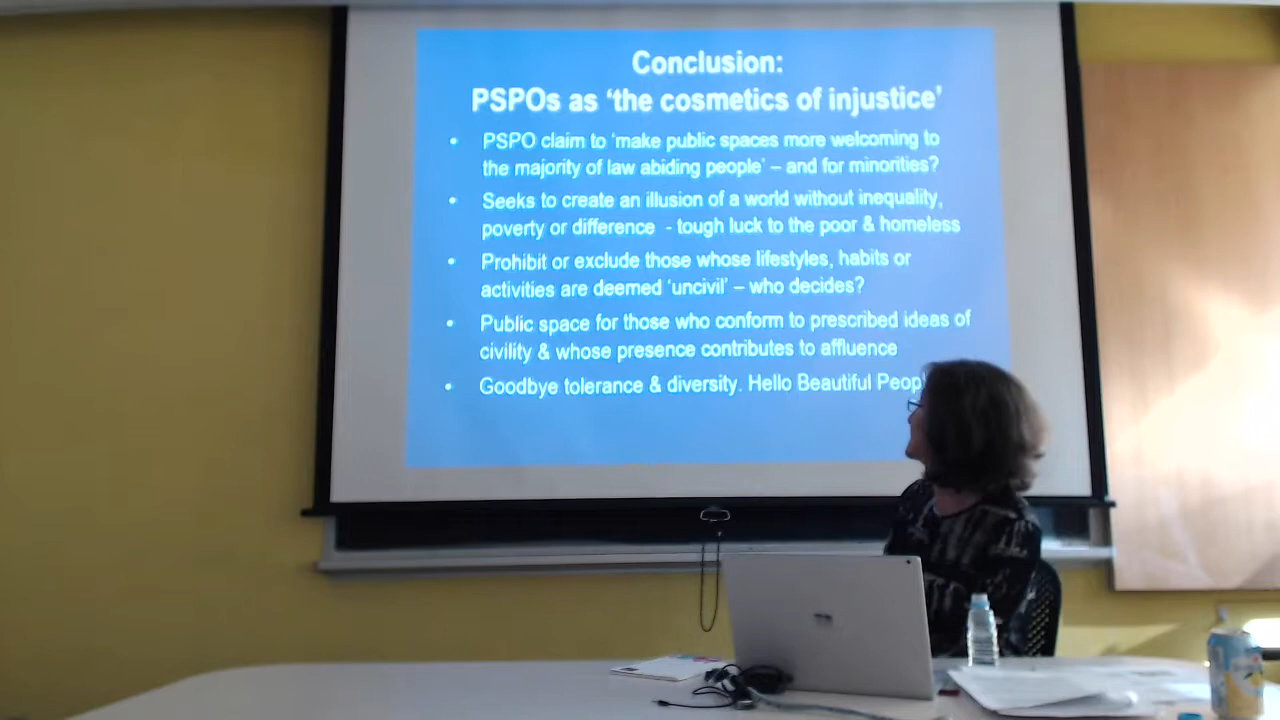 Conclusion:
PSPOs as ‘the cosmetics of injustice’
• PSPO claim to ‘make public spaces more welcoming to
the majority of law abiding people’ – and for minorities?
• Seeks to create an illusion of a world without inequality,
poverty or difference - tough luck to the poor & homeless
• Prohibit or exclude those whose lifestyles, habits or
activities are deemed ‘uncivil’ – who decides?
• Public space for those who conform to prescribed ideas of
civility & whose presence contributes to affluence
• Goodbye tolerance & diversity. Hello Beautiful